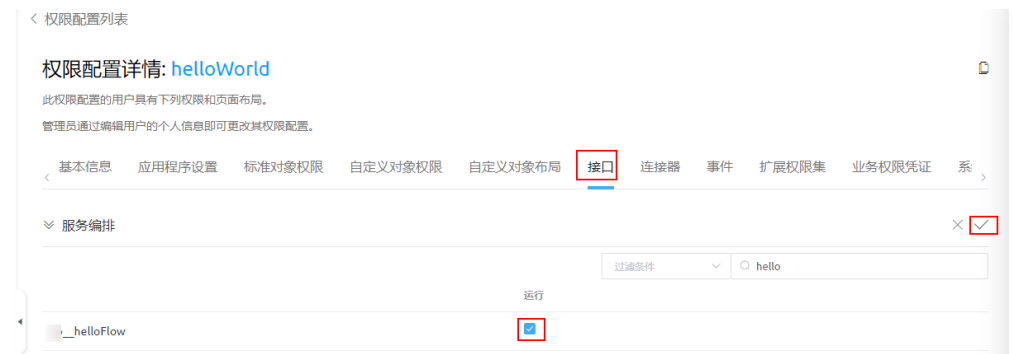 权限配置列表
权限配置详情: helloWorld
此权限配置的用户具有下列权限和页面布局。
管理员通过编辑用户的个人信息即可更改其权限配置。
基本信息 应用程序设置 标准对象权限 自定义对象权限 自定义对象布局 接口 连接器 事件 扩展权限集 业务权限凭证 系
服务编排
过滤条件 hello
运行
__helloFlow